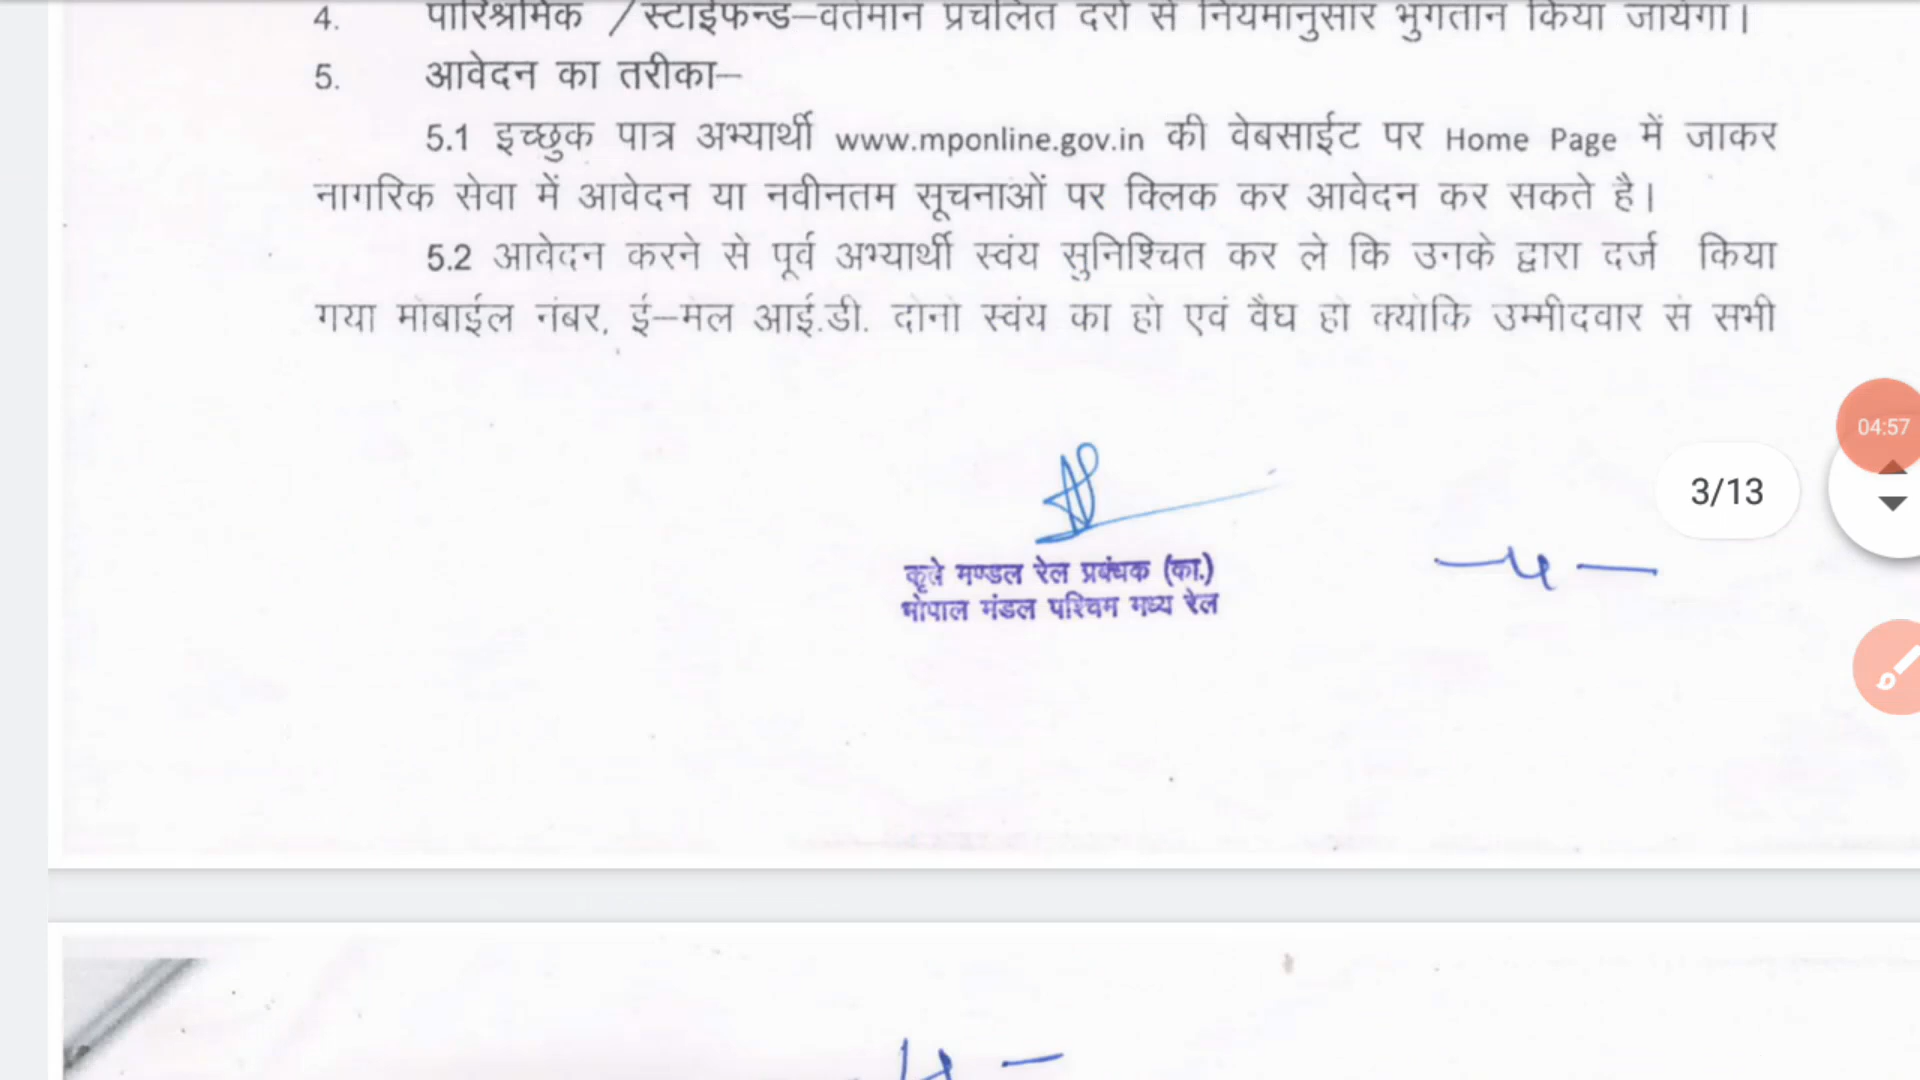 4. पारिश्रमिक /स्टाईफन्ड–वर्तमान प्रचलित दरों से नियमानुसार भुगतान किया जायेगा।
5. आवेदन का तरीका–
5.1 इच्छुक पात्र अभ्यार्थी www.mponline.gov.in की वेबसाईट पर Home Page में जाकर
नागरिक सेवा में आवेदन या नवीनतम सूचनाओं पर क्लिक कर आवेदन कर सकते है।
5.2 आवेदन करने से पूर्व अभ्यार्थी स्वंय सुनिश्चित कर ले कि उनके द्वारा दर्ज किया
गया मोबाईल नंबर, ई–मेल आई.डी. दोनो स्वंय का हो एवं वैघ हो क्योकि उम्मीदवार से सभी
04:57
3/13
कृते मण्डल रेल प्रबंधक (का.)
भोपाल मंडल पश्चिम मध्य रेल